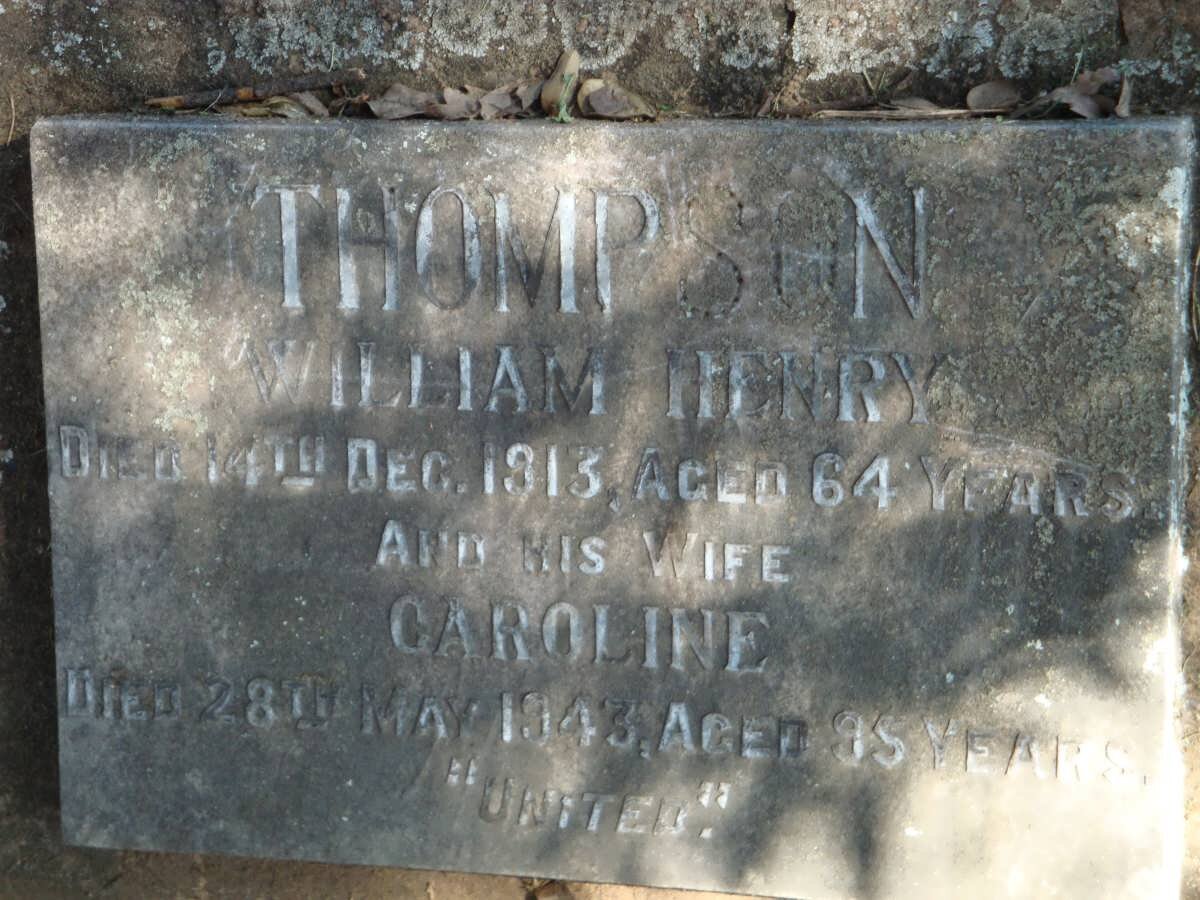 THOMPSON
WILLIAM HENRY
DIED 14TH DEC. 1913, AGED 64 YEARS.
AND HIS WIFE
CAROLINE
DIED 28TH MAY 1943, AGED 95 YEARS.
"UNITED."